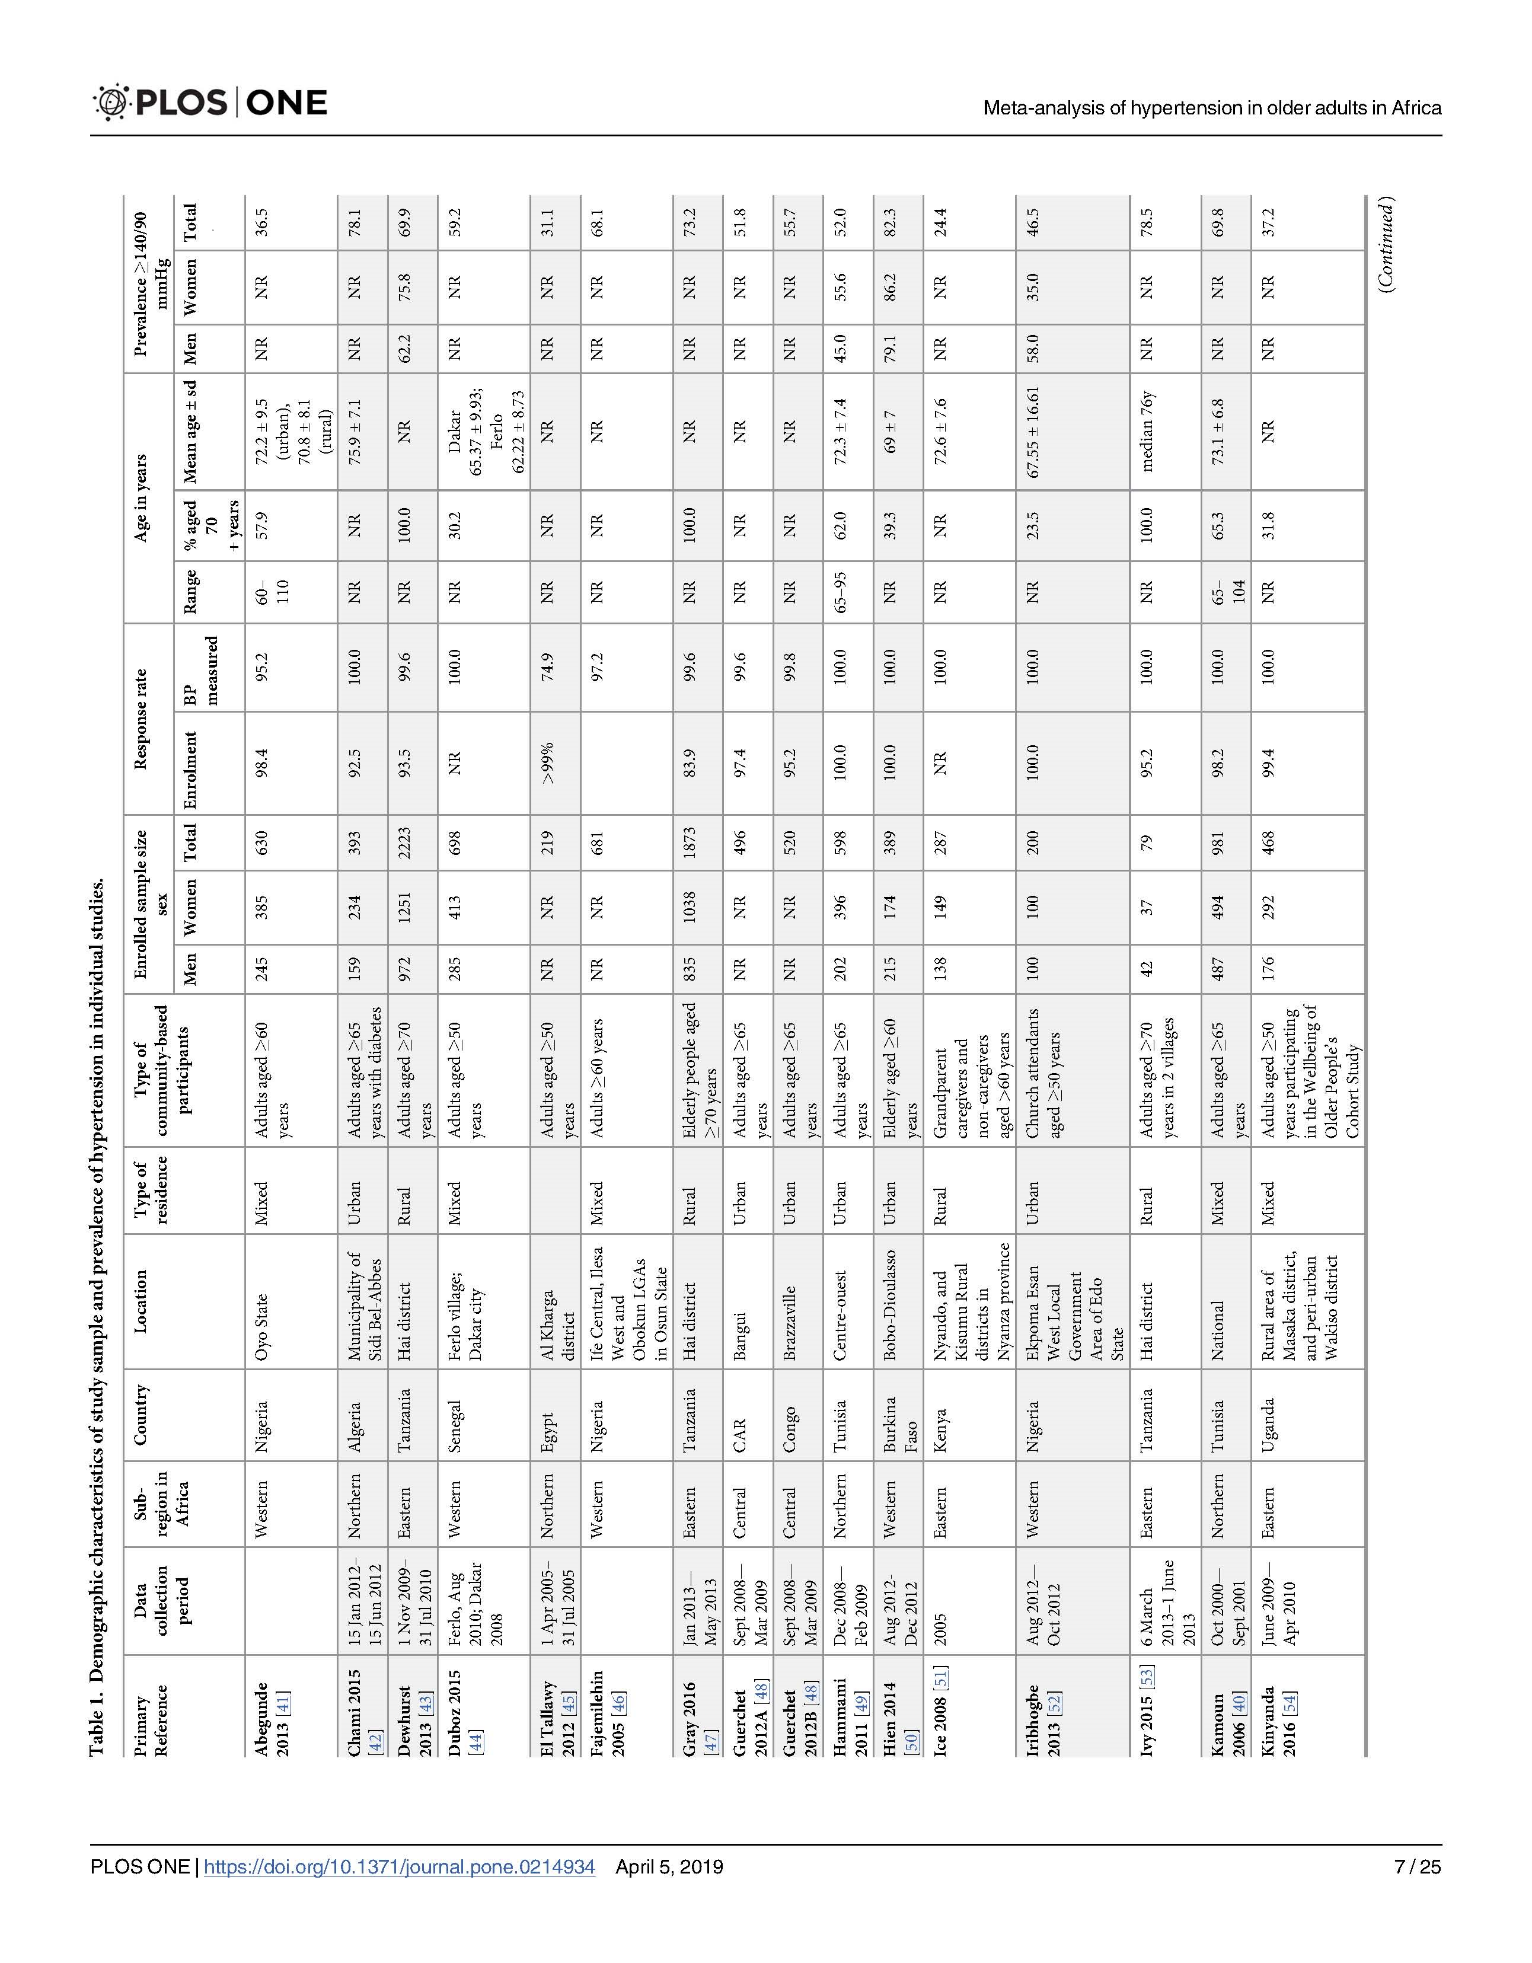 PLOS ONE
Meta-analysis of hypertension in older adults in Africa
Table 1. Demographic characteristics of study sample and prevalence of hypertension in individual studies.
Primary Reference | Data collection period | Sub-region in Africa | Country | Location | Type of residence | Type of community-based participants | Enrolled sample size sex | Response rate | Age in years | Prevalence ≥140/90 mmHg
Men | Women | Total | Enrolment | BP measured | Range | % aged 70 + years | Mean age ± sd | Men | Women | Total
Abegunde 2013 [41] | | Western | Nigeria | Oyo State | Mixed | Adults aged ≥60 years | 245 | 385 | 630 | 98.4 | 95.2 | 60–110 | 57.9 | 72.2 ± 9.5 (urban), 70.8 ± 8.1 (rural) | NR | NR | 36.5
Chami 2015 [42] | 15 Jan 2012–15 Jun 2012 | Northern | Algeria | Municipality of Sidi Bel-Abbes | Urban | Adults aged ≥65 years with diabetes | 159 | 234 | 393 | 92.5 | 100.0 | NR | NR | 75.9 ± 7.1 | NR | NR | 78.1
Dewhurst 2013 [43] | 1 Nov 2009–31 Jul 2010 | Eastern | Tanzania | Hai district | Rural | Adults aged ≥70 years | 972 | 1251 | 2223 | 93.5 | 99.6 | NR | 100.0 | NR | 62.2 | 75.8 | 69.9
Duboz 2015 [44] | Ferlo, Aug 2010; Dakar 2008 | Western | Senegal | Ferlo village; Dakar city | Mixed | Adults aged ≥50 years | 285 | 413 | 698 | NR | 100.0 | NR | 30.2 | Dakar 65.37 ± 9.93; Ferlo 62.22 ± 8.73 | NR | NR | 59.2
El Tallawy 2012 [45] | 1 Apr 2005–31 Jul 2005 | Northern | Egypt | Al Kharga district | | Adults aged ≥50 years | NR | NR | 219 | >99% | 74.9 | NR | NR | NR | NR | NR | 31.1
Fajemilehin 2005 [46] | | Western | Nigeria | Ife Central, Ilesa West and Obokun LGAs in Osun State | Mixed | Adults ≥60 years | NR | NR | 681 | | 97.2 | NR | NR | NR | NR | NR | 68.1
Gray 2016 [47] | Jan 2013—May 2013 | Eastern | Tanzania | Hai district | Rural | Elderly people aged ≥70 years | 835 | 1038 | 1873 | 83.9 | 99.6 | NR | 100.0 | NR | NR | NR | 73.2
Guerchet 2012A [48] | Sept 2008—Mar 2009 | Central | CAR | Bangui | Urban | Adults aged ≥65 years | NR | NR | 496 | 97.4 | 99.6 | NR | NR | NR | NR | NR | 51.8
Guerchet 2012B [48] | Sept 2008—Mar 2009 | Central | Congo | Brazzaville | Urban | Adults aged ≥65 years | NR | NR | 520 | 95.2 | 99.8 | NR | NR | NR | NR | NR | 55.7
Hammami 2011 [49] | Dec 2008—Feb 2009 | Northern | Tunisia | Centre-ouest | Urban | Adults aged ≥65 years | 202 | 396 | 598 | 100.0 | 100.0 | 65–95 | 62.0 | 72.3 ± 7.4 | 45.0 | 55.6 | 52.0
Hien 2014 [50] | Aug 2012-Dec 2012 | Western | Burkina Faso | Bobo-Dioulasso | Urban | Elderly aged ≥60 years | 215 | 174 | 389 | 100.0 | 100.0 | NR | 39.3 | 69 ± 7 | 79.1 | 86.2 | 82.3
Ice 2008 [51] | 2005 | Eastern | Kenya | Nyando, and Kisumu Rural districts in Nyanza province | Rural | Grandparent caregivers and non-caregivers aged >60 years | 138 | 149 | 287 | NR | 100.0 | NR | NR | 72.6 ± 7.6 | NR | NR | 24.4
Iribhogbe 2013 [52] | Aug 2012—Oct 2012 | Western | Nigeria | Ekpoma Esan West Local Government Area of Edo State | Urban | Church attendants aged ≥50 years | 100 | 100 | 200 | 100.0 | 100.0 | NR | 23.5 | 67.55 ± 16.61 | 58.0 | 35.0 | 46.5
Ivy 2015 [53] | 6 March 2013–1 June 2013 | Eastern | Tanzania | Hai district | Rural | Adults aged ≥70 years in 2 villages | 42 | 37 | 79 | 95.2 | 100.0 | NR | 100.0 | median 76y | NR | NR | 78.5
Kamoun 2006 [40] | Oct 2000—Sept 2001 | Northern | Tunisia | National | Mixed | Adults aged ≥65 years | 487 | 494 | 981 | 98.2 | 100.0 | 65–104 | 65.3 | 73.1 ± 6.8 | NR | NR | 69.8
Kinyanda 2016 [54] | June 2009—Apr 2010 | Eastern | Uganda | Rural area of Masaka district, and peri-urban Wakiso district | Mixed | Adults aged ≥50 years participating in the Wellbeing of Older People's Cohort Study | 176 | 292 | 468 | 99.4 | 100.0 | NR | 31.8 | NR | NR | NR | 37.2
(Continued)
PLOS ONE | https://doi.org/10.1371/journal.pone.0214934 April 5, 2019
7 / 25